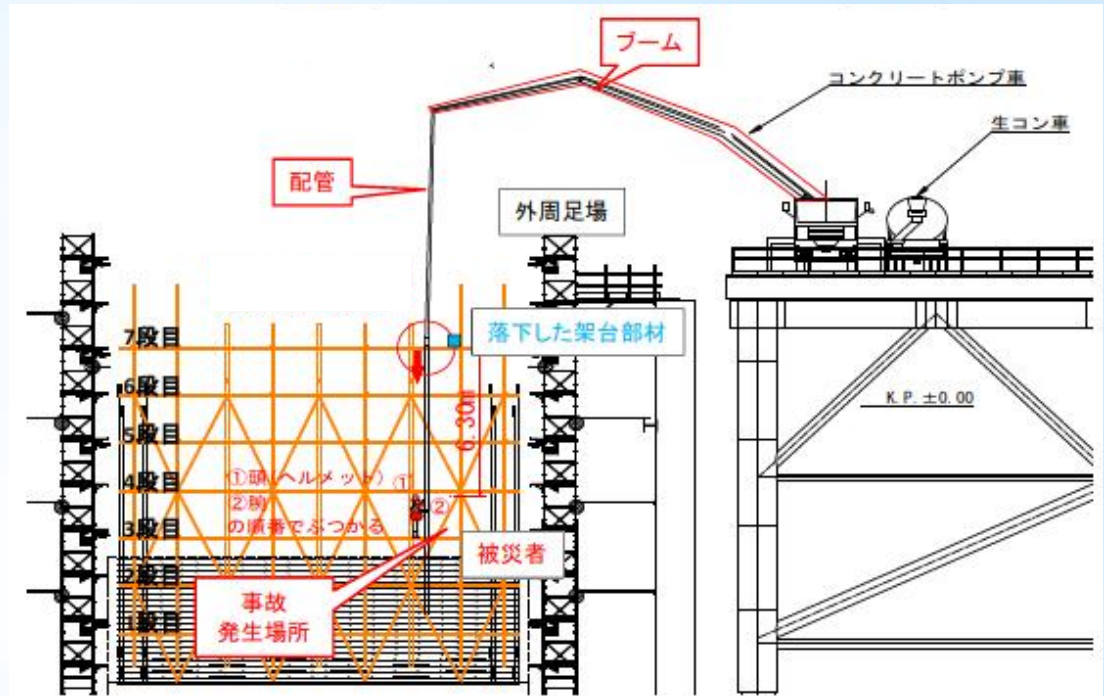 ブーム
コンクリートポンプ車
生コン車
配管
外周足場
落下した架台部材
7段目
6段目
5段目
4段目
3段目
2段目
1段目
6.30m
K.P.±0.00
①頭(ヘルメット)
②腕
の順番でぶつかる
①
②
被災者
事故
発生場所